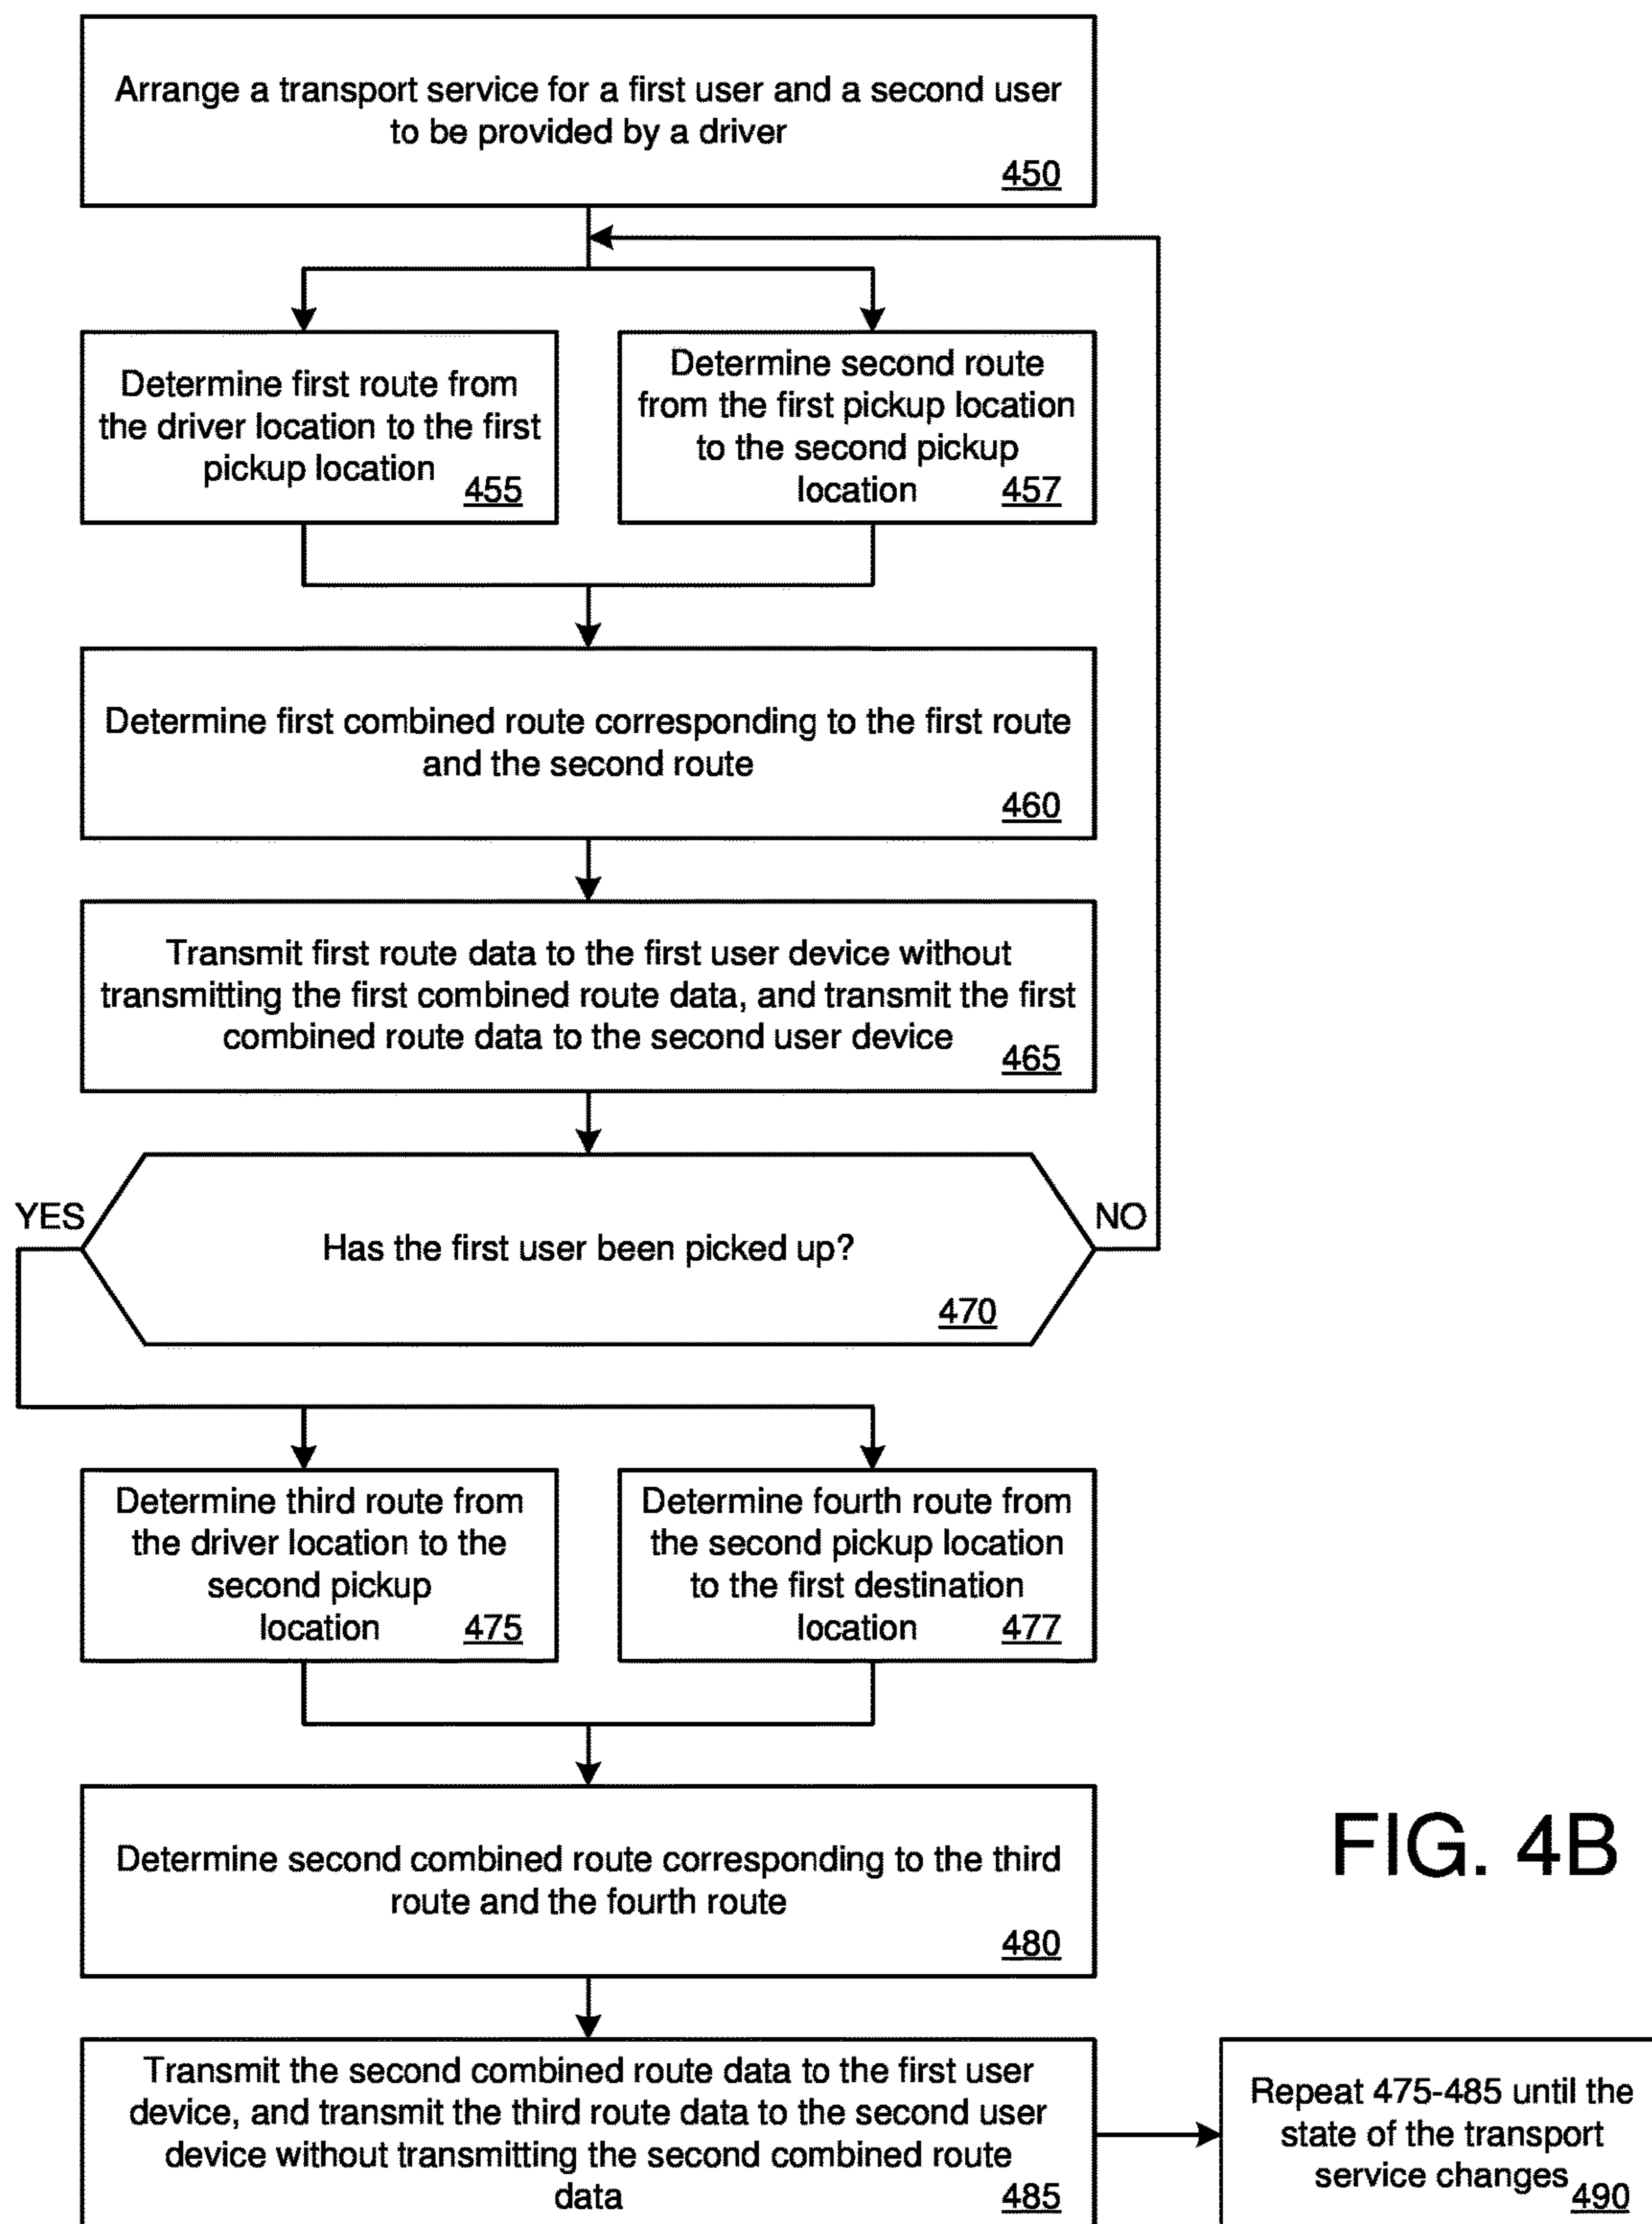 Arrange a transport service for a first user and a second user
to be provided by a driver
450
Determine first route from
the driver location to the first
pickup location
455
Determine second route
from the first pickup location
to the second pickup
location
457
Determine first combined route corresponding to the first route
and the second route
460
Transmit first route data to the first user device without
transmitting the first combined route data, and transmit the first
combined route data to the second user device
465
YES
NO
Has the first user been picked up?
470
Determine third route from
the driver location to the
second pickup
location
475
Determine fourth route from
the second pickup location
to the first destination
location
477
Determine second combined route corresponding to the third
route and the fourth route
480
FIG. 4B
Transmit the second combined route data to the first user
device, and transmit the third route data to the second user
device without transmitting the second combined route
data
485
Repeat 475-485 until the
state of the transport
service changes
490